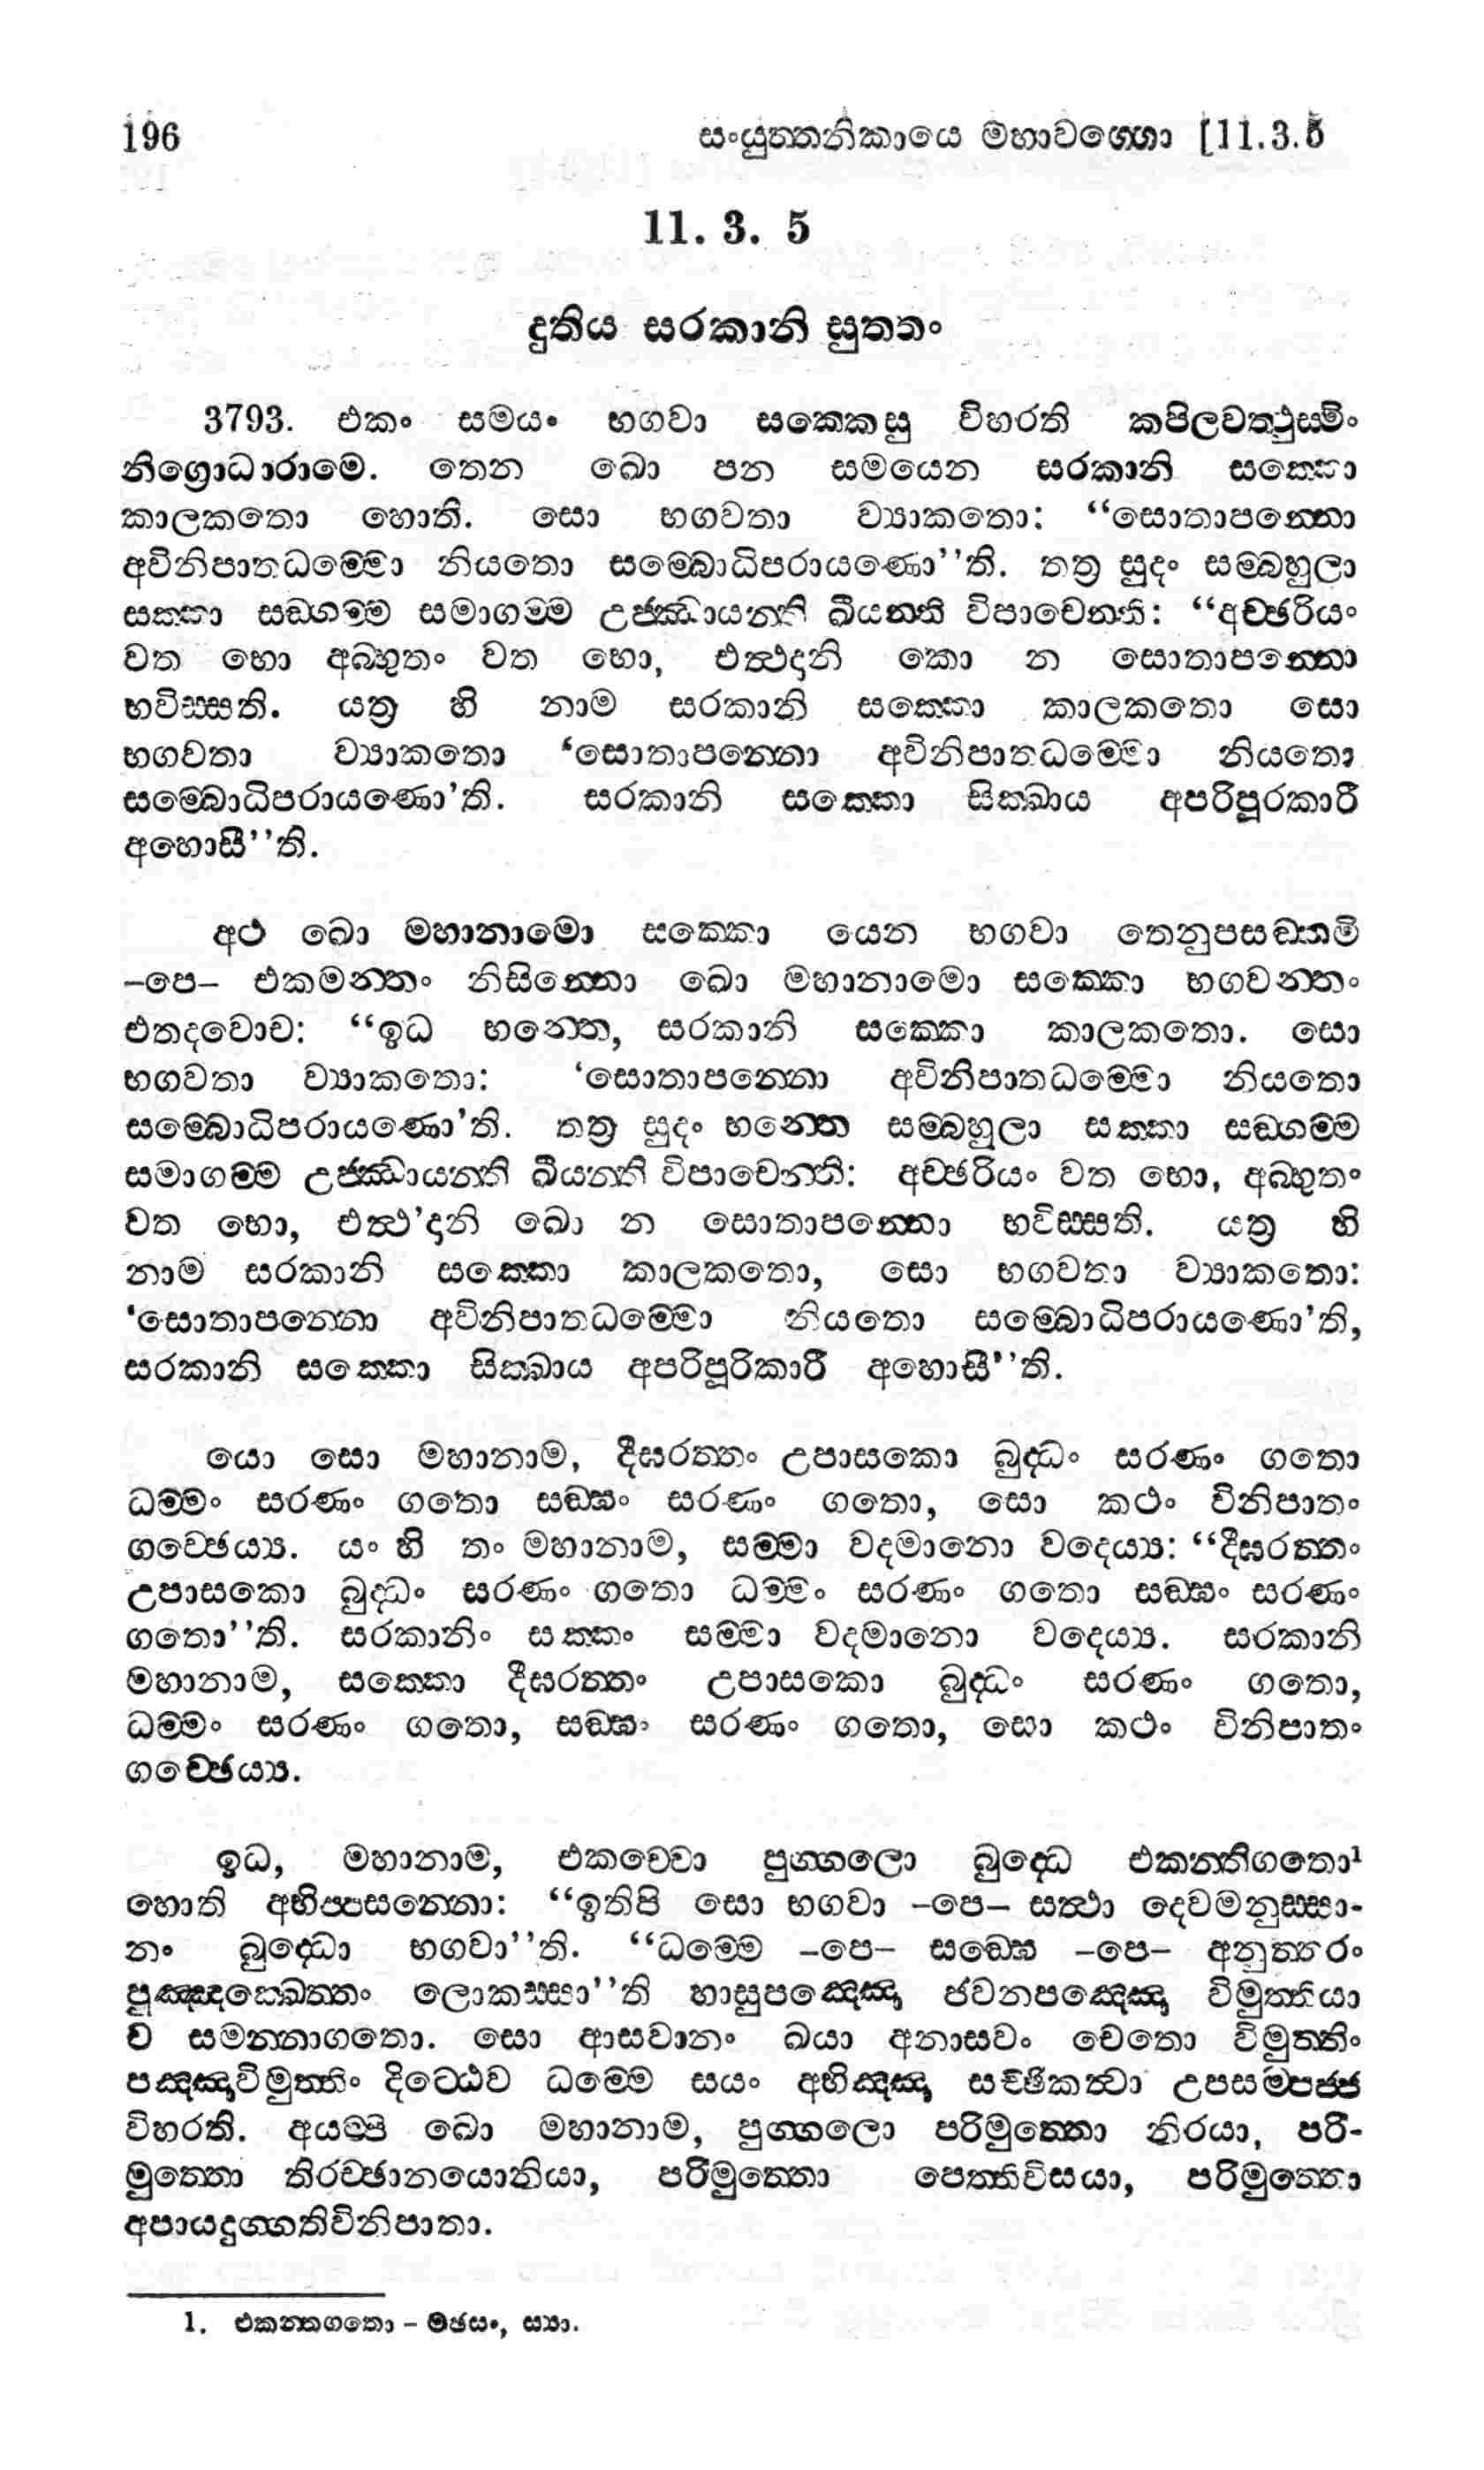 196 සංයුත්තනිකායෙ මහාවග්ගො [11.3.5
11. 3. 5
දුතිය සරකානි සුත්තං
3793. එකං සමයං භගවා සක්කෙසු විහරති කපිලවත්ථුස්මිං
නිග්‍රොධාරාමෙ. තෙන ඛො පන සමයෙන සරකානි සක්කො
කාලකතො හොති. සො භගවතා ව්‍යාකතො: “සොතාපන්නො
අවිනිපාතධම්මො නියතො සම්බොධිපරායණො’’ති. තත්‍ර සුදං සම්බහුලා
සක්කා සඞ්ගම්ම සමාගම්ම උජ්ඣායන්ති ඛීයන්ති විපාචෙන්ති: “අච්ඡරියං
වත භො අබ්භුතං වත භො, එත්ථදානි කො න සොතාපන්නො
භවිස්සති. යත්‍ර හි නාම සරකානි සක්කො කාලකතො සො
භගවතා ව්‍යාකතො ‘සොතාපන්නො අවිනිපාතධම්මො නියතො
සම්බොධිපරායණො’ති. සරකානි සක්කො සික්ඛාය අපරිපූරකාරී
අහොසී’’ති.
අථ ඛො මහානාමො සක්කො යෙන භගවා තෙනුපසඞ්කමි
–පෙ– එකමන්තං නිසින්නො ඛො මහානාමො සක්කො භගවන්තං
එතදවොච: “ඉධ භන්තෙ, සරකානි සක්කො කාලකතො. සො
භගවතා ව්‍යාකතො: ‘සොතාපන්නො අවිනිපාතධම්මො නියතො
සම්බොධිපරායණො’ති. තත්‍ර සුදං භන්තෙ සම්බහුලා සක්කා සඞ්ගම්ම
සමාගම්ම උජ්ඣායන්ති ඛීයන්ති විපාචෙන්ති: අච්ඡරියං වත භො, අබ්භුතං
වත භො, එත්ථ’දානි ඛො න සොතාපන්නො භවිස්සති. යත්‍ර හි
නාම සරකානි සක්කො කාලකතො, සො භගවතා ව්‍යාකතො:
‘සොතාපන්නො අවිනිපාතධම්මො නියතො සම්බොධිපරායණො’ති,
සරකානි සක්කො සික්ඛාය අපරිපූරිකාරී අහොසී’’ති.
යො සො මහානාම, දීඝරත්තං උපාසකො බුද්ධං සරණං ගතො
ධම්මං සරණං ගතො සඞ්ඝං සරණං ගතො, සො කථං විනිපාතං
ගච්ඡෙය්‍ය. යං හි තං මහානාම, සම්මා වදමානො වදෙය්‍ය: “දීඝරත්තං
උපාසකො බුද්ධං සරණං ගතො ධම්මං සරණං ගතො සඞ්ඝං සරණං
ගතො’’ති. සරකානිං සක්කං සම්මා වදමානො වදෙය්‍ය. සරකානි
මහානාම, සක්කො දීඝරත්තං උපාසකො බුද්ධං සරණං ගතො,
ධම්මං සරණං ගතො, සඞ්ඝං සරණං ගතො, සො කථං විනිපාතං
ගච්ඡෙය්‍ය.
ඉධ, මහානාම, එකච්චො පුග්ගලො බුද්ධෙ එකන්තිගතො¹
හොති අභිප්පසන්නො: “ඉතිපි සො භගවා –පෙ– සත්ථා දෙවමනුස්සා-
නං බුද්ධො භගවා’’ති. “ධම්මෙ –පෙ– සඞ්ඝෙ –පෙ– අනුත්තරං
පුඤ්ඤක්ඛෙත්තං ලොකස්සා’’ති හාසුපඤ්ඤො ජවනපඤ්ඤො විමුත්තියා
ච සමන්නාගතො. සො ආසවානං ඛයා අනාසවං චෙතො විමුත්තිං
පඤ්ඤාවිමුත්තිං දිට්ඨෙව ධම්මෙ සයං අභිඤ්ඤා සච්ඡිකත්වා උපසම්පජ්ජ
විහරති. අයම්පි ඛො මහානාම, පුග්ගලො පරිමුත්තො නිරයා, පරි-
මුත්තො තිරච්ඡානයොනියා, පරිමුත්තො පෙත්තිවිසයා, පරිමුත්තො
අපායදුග්ගතිවිනිපාතා.
1. එකන්තගතො – මඡසං, ස්‍යා.